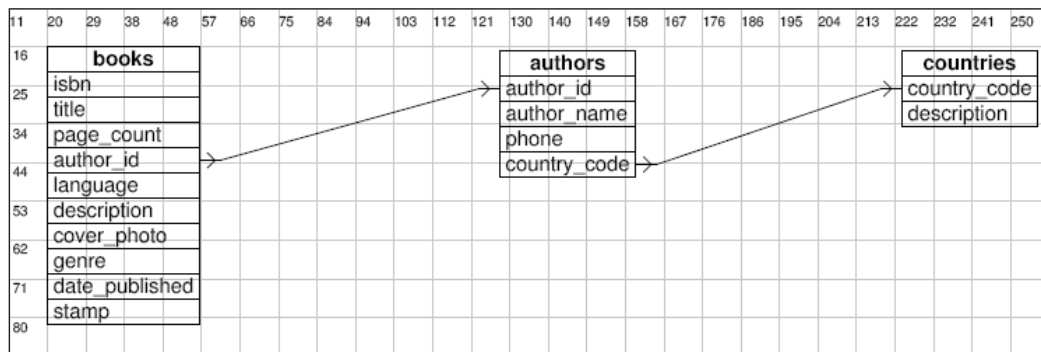 11 20 29 38 48 57 66 75 84 94 103 112 121 130 140 149 158 167 176 186 195 204 213 222 232 241 250
16
25
34
44
53
62
71
80
books
isbn
title
page_count
author_id
language
description
cover_photo
genre
date_published
stamp
authors
author_id
author_name
phone
country_code
countries
country_code
description